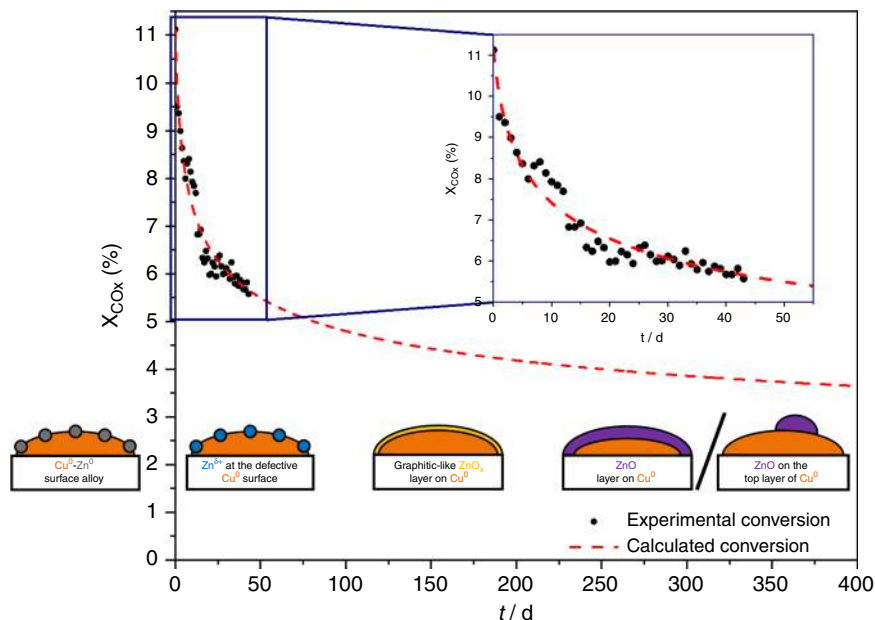 11
10
9
8
7
6
5
4
3
2
1
0
X_COx (%)
0
50
100
150
200
250
300
350
400
t / d
11
10
9
8
7
6
5
X_COx (%)
0
10
20
30
40
50
t / d
Cu⁰-Zn⁰
surface alloy
Zn^δ+ at the defective
Cu⁰ surface
Graphitic-like ZnOₓ
layer on Cu⁰
ZnO
layer on Cu⁰
ZnO on the
top layer of Cu⁰
Experimental conversion
Calculated conversion